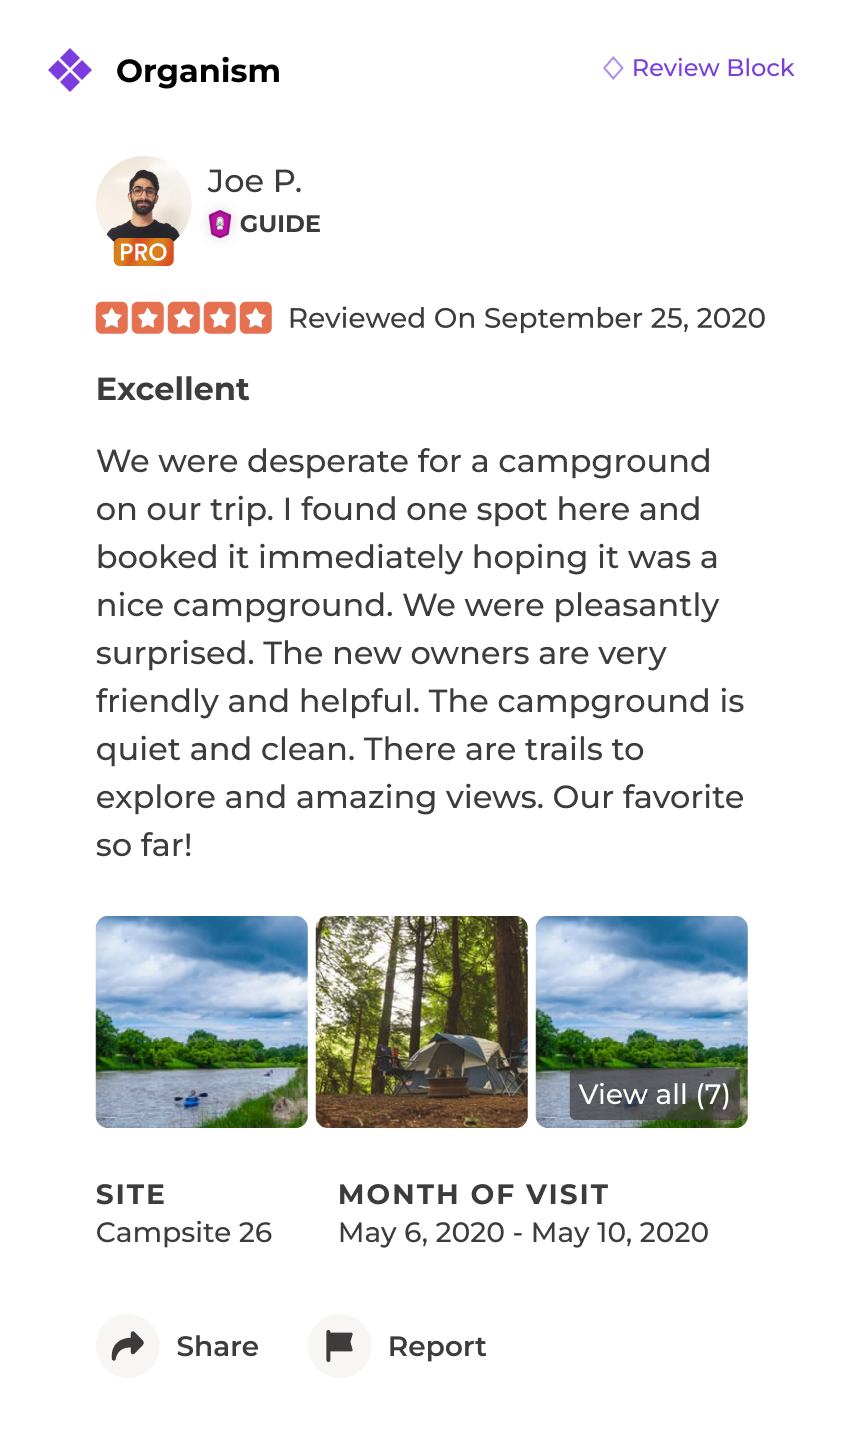 Organism
Review Block
Joe P.
GUIDE
PRO
Reviewed On September 25, 2020
Excellent
We were desperate for a campground
on our trip. I found one spot here and
booked it immediately hoping it was a
nice campground. We were pleasantly
surprised. The new owners are very
friendly and helpful. The campground is
quiet and clean. There are trails to
explore and amazing views. Our favorite
so far!
View all (7)
SITE
MONTH OF VISIT
Campsite 26
May 6, 2020 - May 10, 2020
Share
Report